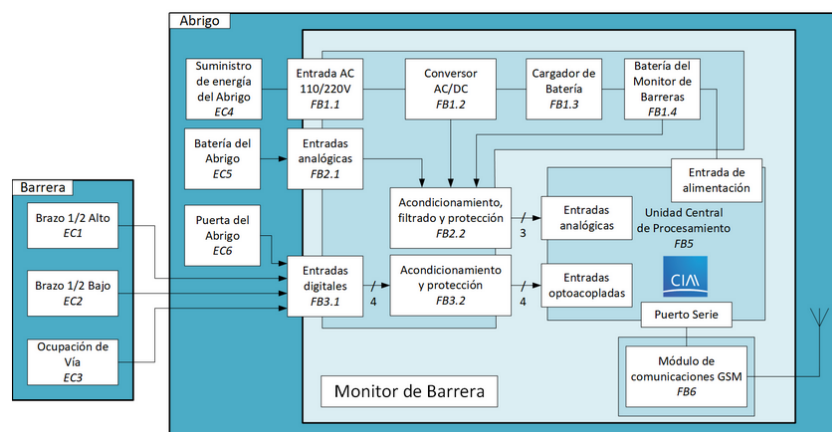 Abrigo
Suministro
de energía
del Abrigo
EC4
Entrada AC
110/220V
FB1.1
Conversor
AC/DC
FB1.2
Cargador de
Batería
FB1.3
Batería del
Monitor de
Barreras
FB1.4
Batería del
Abrigo
EC5
Entradas
analógicas
FB2.1
Entrada de
alimentación
Barrera
Brazo 1/2 Alto
EC1
Puerta del
Abrigo
EC6
Acondicionamiento,
filtrado y protección
FB2.2
3
Entradas
analógicas
Unidad Central
de Procesamiento
FB5
Brazo 1/2 Bajo
EC2
Entradas
digitales
FB3.1
4
Acondicionamiento
y protección
FB3.2
4
Entradas
optoacopladas
CIAA
Puerto Serie
Ocupación de
Vía
EC3
Módulo de
comunicaciones GSM
FB6
Monitor de Barrera